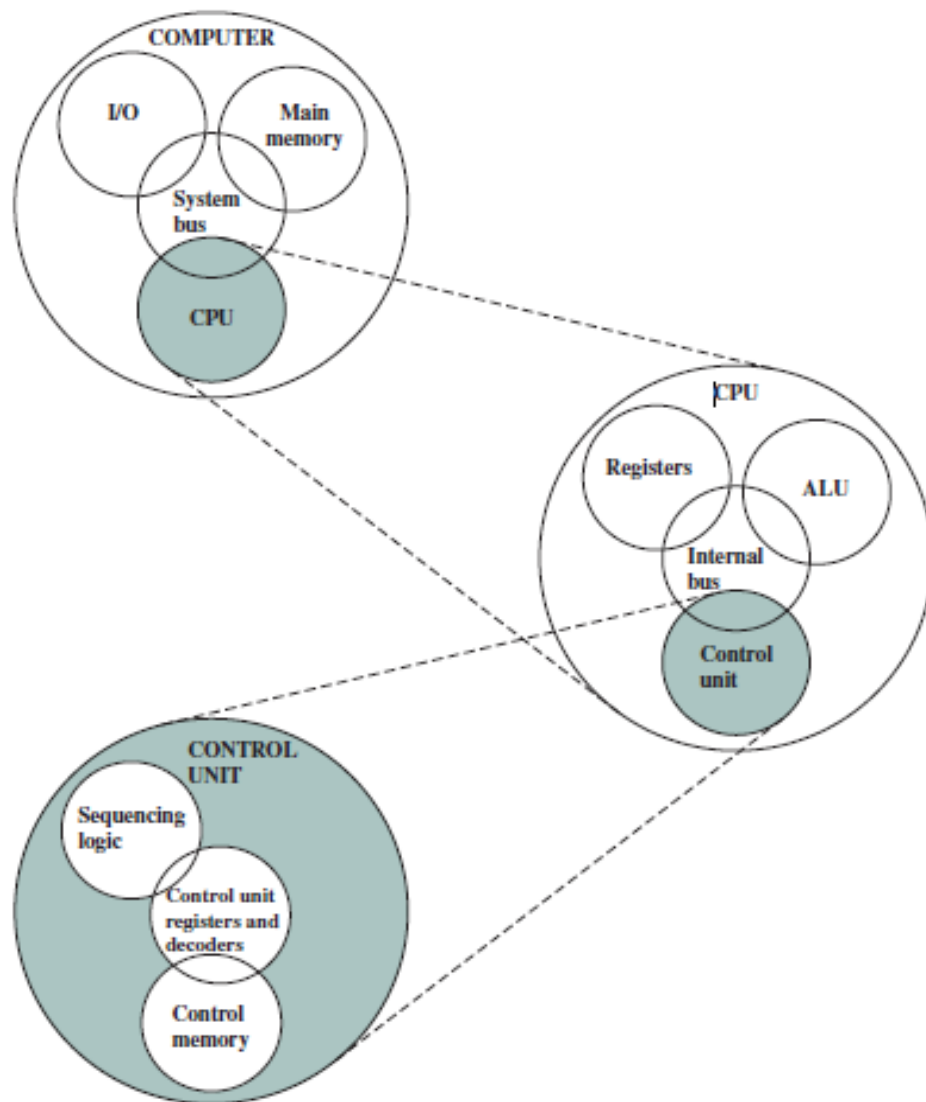 COMPUTER
I/O
Main
memory
System
bus
CPU
CPU
Registers
ALU
Internal
bus
Control
unit
CONTROL
UNIT
Sequencing
logic
Control unit
registers and
decoders
Control
memory